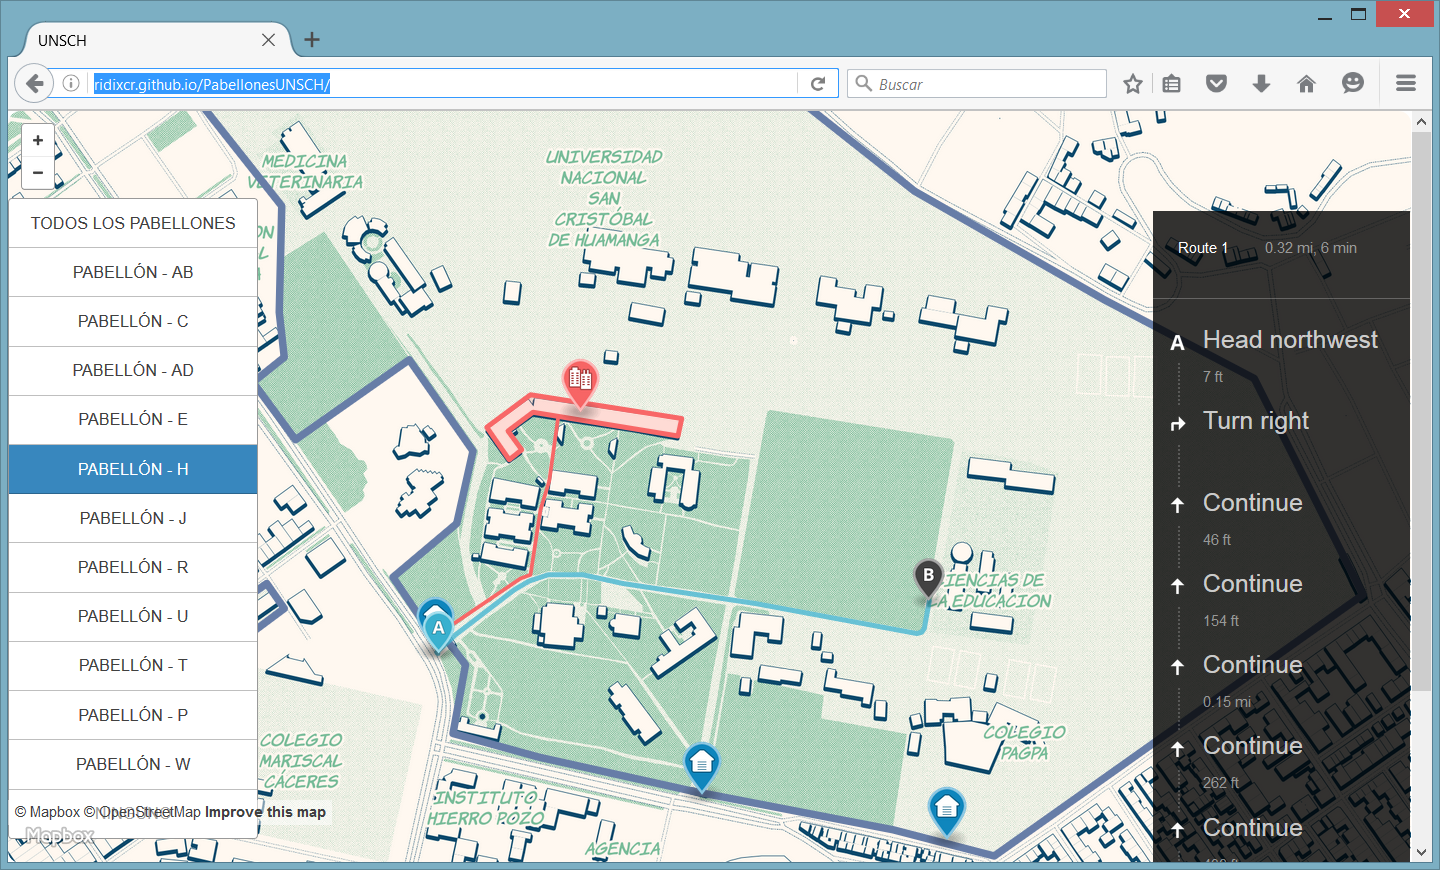 UNSCH
ridixcr.github.io/PabellonesUNSCH/
Buscar
+
−
MEDICINA
VETERINARIA
UNIVERSIDAD
NACIONAL
SAN
CRISTÓBAL
DE HUAMANGA
TODOS LOS PABELLONES
PABELLÓN - AB
PABELLÓN - C
PABELLÓN - AD
PABELLÓN - E
PABELLÓN - H
PABELLÓN - J
PABELLÓN - R
PABELLÓN - U
PABELLÓN - T
PABELLÓN - P
PABELLÓN - W
NINGUNO
© Mapbox © OpenStreetMap Improve this map
Mapbox
A
B
CIENCIAS DE
LA EDUCACION
COLEGIO
PAGPA
COLEGIO
MARISCAL
CÁCERES
INSTITUTO
HIERRO POZO
AGENCIA
Route 1 0.32 mi, 6 min
A Head northwest
7 ft
Turn right
Continue
46 ft
Continue
154 ft
Continue
0.15 mi
Continue
262 ft
Continue